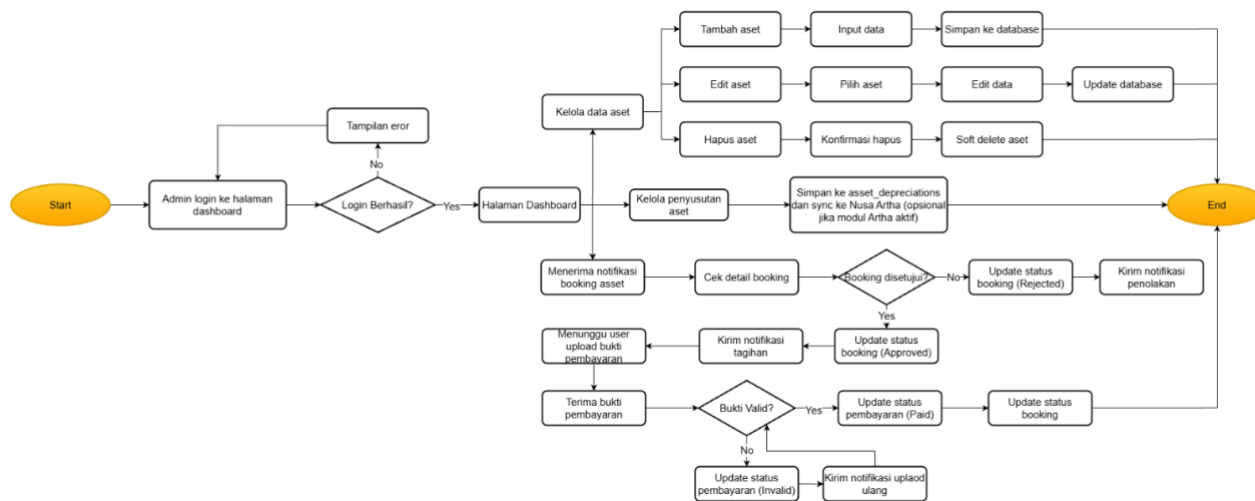 Tambah aset
Input data
Simpan ke database
Edit aset
Pilih aset
Edit data
Update database
Kelola data aset
Tampilan eror
Hapus aset
Konfirmasi hapus
Soft delete aset
No
Start
Admin login ke halaman
dashboard
Login Berhasil?
Yes
Halaman Dashboard
Kelola penyusutan
aset
Simpan ke asset_depreciations
dan sync ke Nusa Artha (opsional
jika modul Artha aktif)
End
Menerima notifikasi
booking asset
Cek detail booking
Booking disetujui?
No
Update status
booking (Rejected)
Kirim notifikasi
penolakan
Yes
Menunggu user
upload bukti
pembayaran
Kirim notifikasi
tagihan
Update status
booking (Approved)
Terima bukti
pembayaran
Bukti Valid?
Yes
Update status
pembayaran (Paid)
Update status
booking
No
Update status
pembayaran (Invalid)
Kirim notifikasi uplaod
ulang